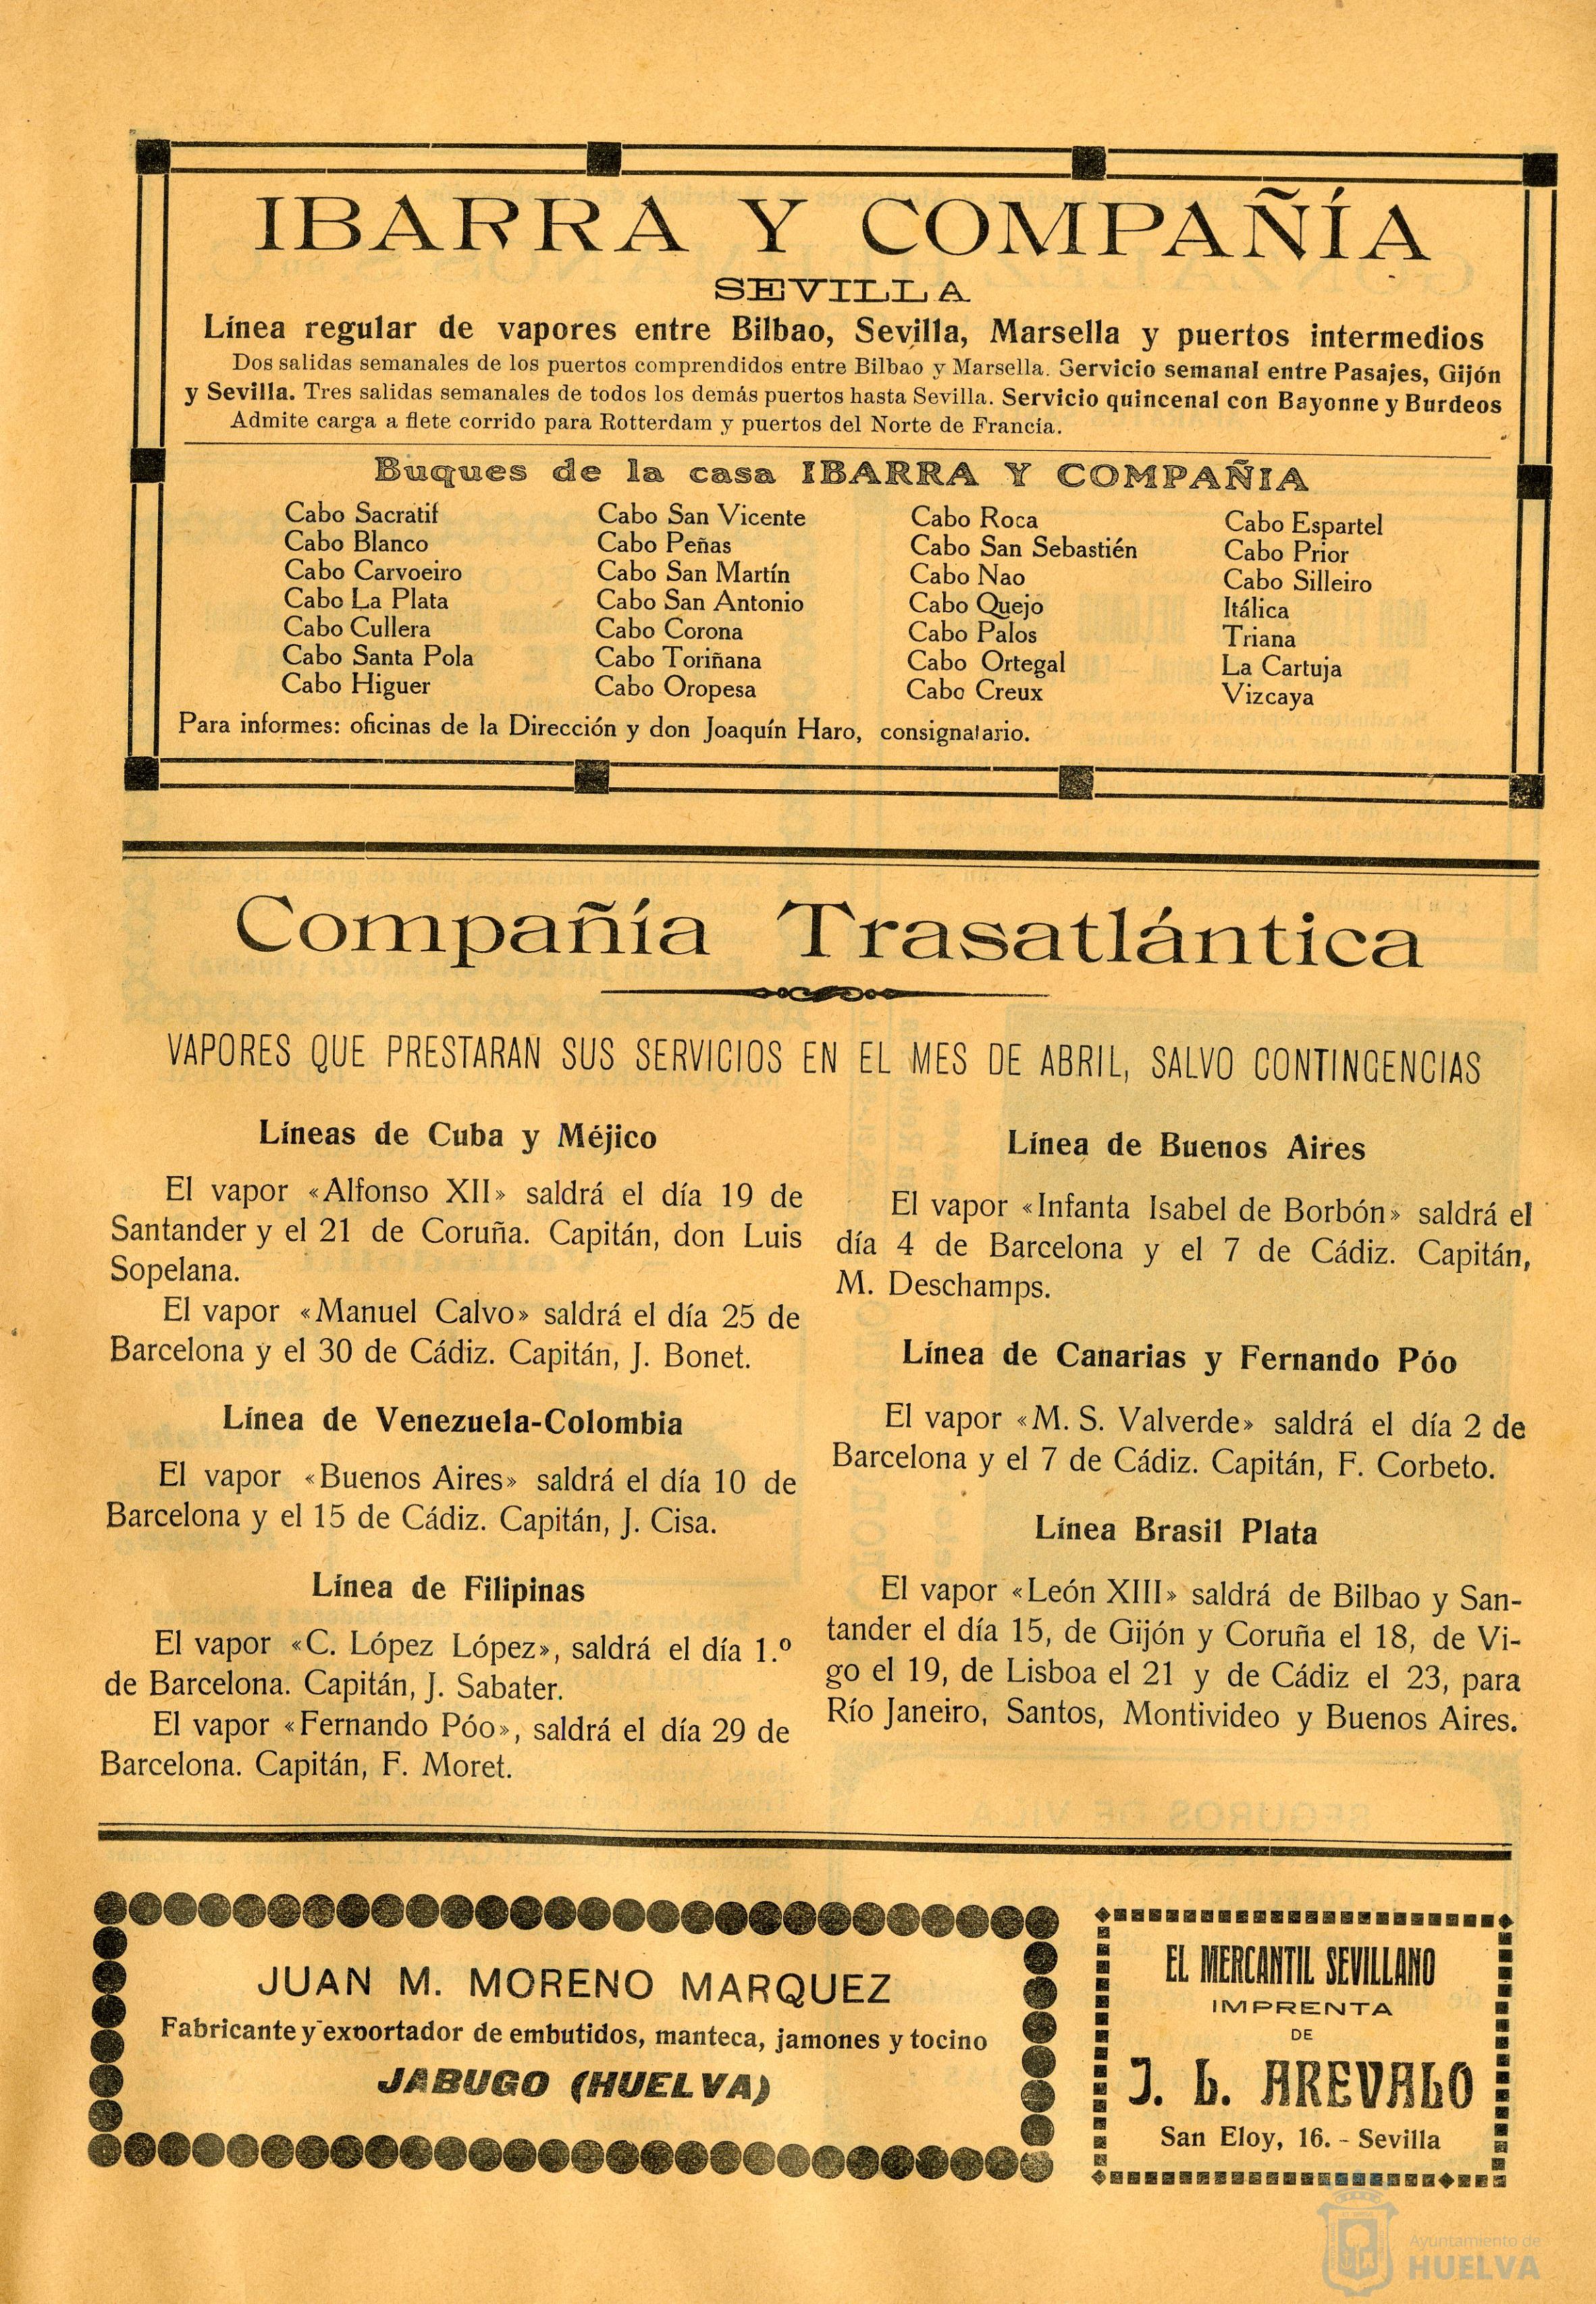 IBARRA Y COMPAÑÍA
SEVILLA
Línea regular de vapores entre Bilbao, Sevilla, Marsella y puertos intermedios
Dos salidas semanales de los puertos comprendidos entre Bilbao y Marsella. Servicio semanal entre Pasajes, Gijón
y Sevilla. Tres salidas semanales de todos los demás puertos hasta Sevilla. Servicio quincenal con Bayonne y Burdeos
Admite carga a flete corrido para Rotterdam y puertos del Norte de Francia.
Buques de la casa IBARRA Y COMPAÑIA
Cabo Sacratif
Cabo Blanco
Cabo Carvoeiro
Cabo La Plata
Cabo Cullera
Cabo Santa Pola
Cabo Higuer
Cabo San Vicente
Cabo Peñas
Cabo San Martín
Cabo San Antonio
Cabo Corona
Cabo Toriñana
Cabo Oropesa
Cabo Roca
Cabo San Sebastién
Cabo Nao
Cabo Quejo
Cabo Palos
Cabo Ortegal
Cabo Creux
Cabo Espartel
Cabo Prior
Cabo Silleiro
Itálica
Triana
La Cartuja
Vizcaya
Para informes: oficinas de la Dirección y don Joaquín Haro, consignatario.
Compañía Trasatlántica
VAPORES QUE PRESTARAN SUS SERVICIOS EN EL MES DE ABRIL, SALVO CONTINGENCIAS
Líneas de Cuba y Méjico
El vapor «Alfonso XII» saldrá el día 19 de
Santander y el 21 de Coruña. Capitán, don Luis
Sopelana.
El vapor «Manuel Calvo» saldrá el día 25 de
Barcelona y el 30 de Cádiz. Capitán, J. Bonet.
Línea de Venezuela-Colombia
El vapor «Buenos Aires» saldrá el día 10 de
Barcelona y el 15 de Cádiz. Capitán, J. Cisa.
Línea de Filipinas
El vapor «C. López López», saldrá el día 1.º
de Barcelona. Capitán, J. Sabater.
El vapor «Fernando Póo», saldrá el día 29 de
Barcelona. Capitán, F. Moret.
Línea de Buenos Aires
El vapor «Infanta Isabel de Borbón» saldrá el
día 4 de Barcelona y el 7 de Cádiz. Capitán,
M. Deschamps.
Línea de Canarias y Fernando Póo
El vapor «M. S. Valverde» saldrá el día 2 de
Barcelona y el 7 de Cádiz. Capitán, F. Corbeto.
Línea Brasil Plata
El vapor «León XIII» saldrá de Bilbao y San-
tander el día 15, de Gijón y Coruña el 18, de Vi-
go el 19, de Lisboa el 21 y de Cádiz el 23, para
Río Janeiro, Santos, Montivideo y Buenos Aires.
JUAN M. MORENO MARQUEZ
Fabricante y exportador de embutidos, manteca, jamones y tocino
JABUGO (HUELVA)
EL MERCANTIL SEVILLANO
IMPRENTA
DE
J. L. AREVALO
San Eloy, 16. - Sevilla
Ayuntamiento de
HUELVA